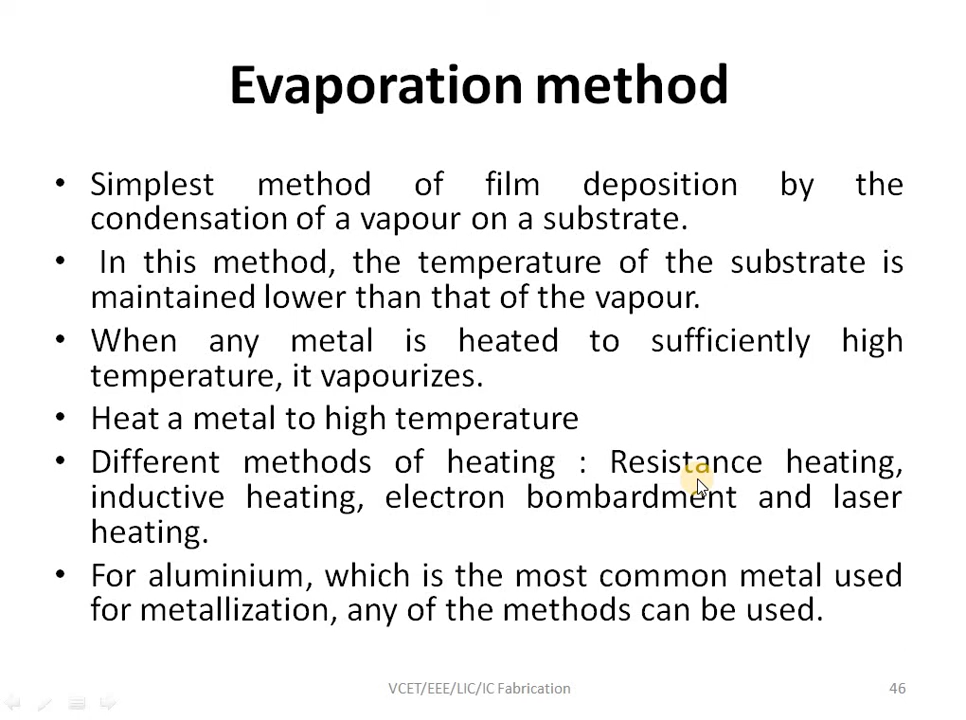 Evaporation method
• Simplest method of film deposition by the
condensation of a vapour on a substrate.
• In this method, the temperature of the substrate is
maintained lower than that of the vapour.
• When any metal is heated to sufficiently high
temperature, it vapourizes.
• Heat a metal to high temperature
• Different methods of heating : Resistance heating,
inductive heating, electron bombardment and laser
heating.
• For aluminium, which is the most common metal used
for metallization, any of the methods can be used.
VCET/EEE/LIC/IC Fabrication
46